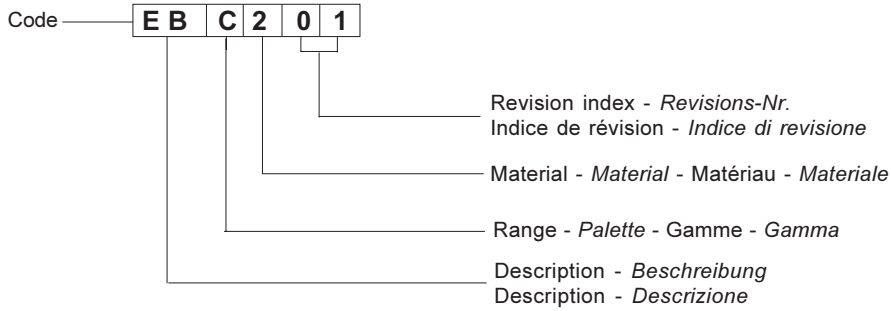 Code EB C 2 0 1
Revision index - Revisions-Nr.
Indice de révision - Indice di revisione
Material - Material - Matériau - Materiale
Range - Palette - Gamme - Gamma
Description - Beschreibung
Description - Descrizione